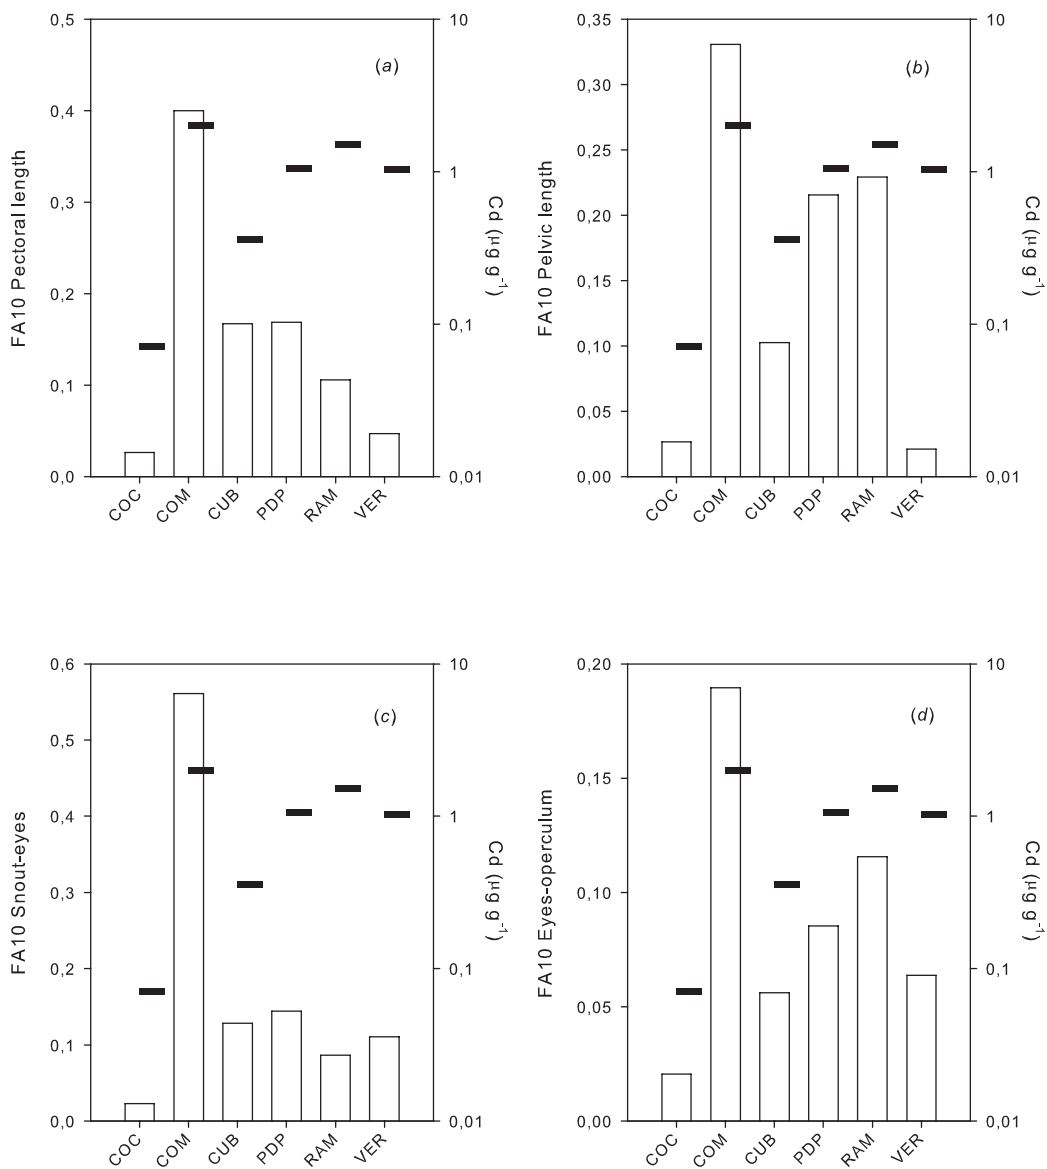 0,5
0,4
0,3
0,2
0,1
0,0
FA10 Pectoral length
(a)
10
1
0,1
0,01
Cd (µg g-1)
COC COM CUB PDP RAM VER
0,35
0,30
0,25
0,20
0,15
0,10
0,05
0,00
FA10 Pelvic length
(b)
10
1
0,1
0,01
Cd (µg g-1)
COC COM CUB PDP RAM VER
0,6
0,5
0,4
0,3
0,2
0,1
0,0
FA10 Snout-eyes
(c)
10
1
0,1
0,01
Cd (µg g-1)
COC COM CUB PDP RAM VER
0,20
0,15
0,10
0,05
0,00
FA10 Eyes-operculum
(d)
10
1
0,1
0,01
Cd (µg g-1)
COC COM CUB PDP RAM VER